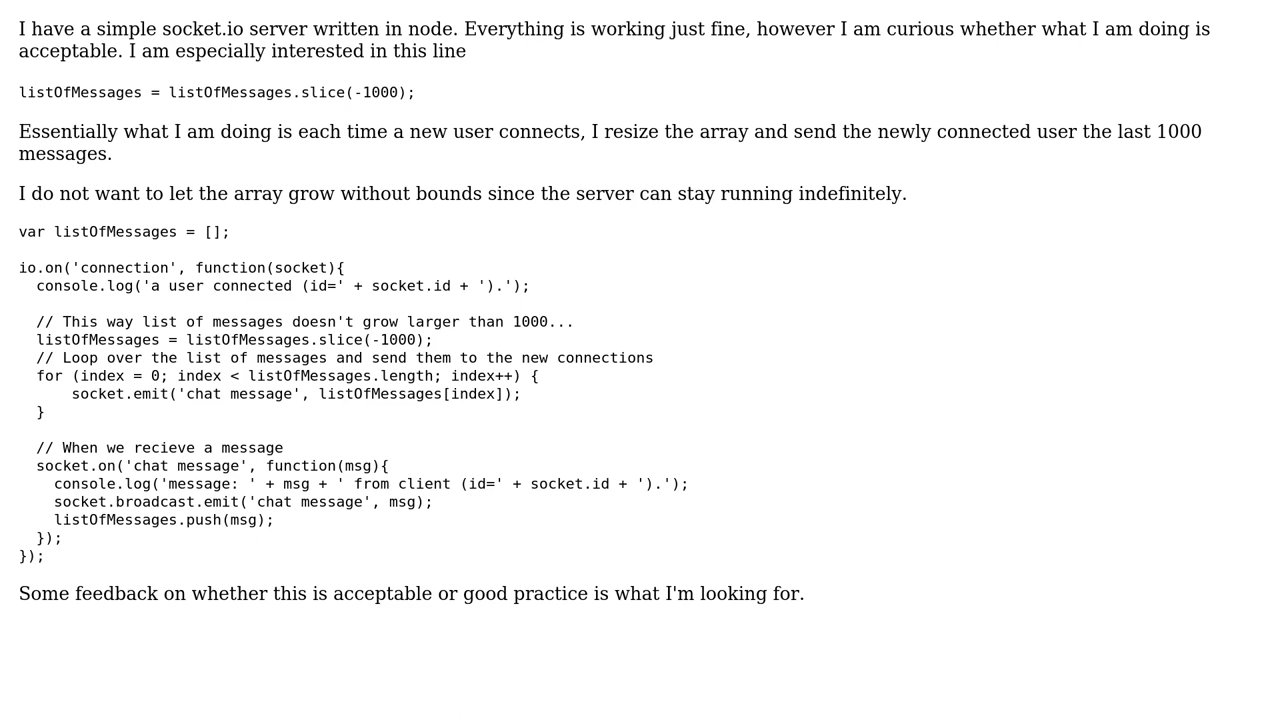 I have a simple socket.io server written in node. Everything is working just fine, however I am curious whether what I am doing is
acceptable. I am especially interested in this line
listOfMessages = listOfMessages.slice(-1000);
Essentially what I am doing is each time a new user connects, I resize the array and send the newly connected user the last 1000
messages.
I do not want to let the array grow without bounds since the server can stay running indefinitely.
var listOfMessages = [];
io.on('connection', function(socket){
  console.log('a user connected (id=' + socket.id + ').');
  // This way list of messages doesn't grow larger than 1000...
  listOfMessages = listOfMessages.slice(-1000);
  // Loop over the list of messages and send them to the new connections
  for (index = 0; index < listOfMessages.length; index++) {
      socket.emit('chat message', listOfMessages[index]);
  }
  // When we recieve a message
  socket.on('chat message', function(msg){
    console.log('message: ' + msg + ' from client (id=' + socket.id + ').');
    socket.broadcast.emit('chat message', msg);
    listOfMessages.push(msg);
  });
});
Some feedback on whether this is acceptable or good practice is what I'm looking for.